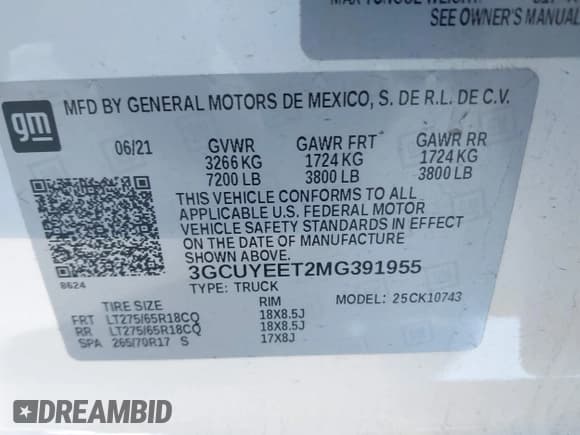 SEE OWNER'S MANUAL
gm
MFD BY GENERAL MOTORS DE MEXICO, S. DE R.L. DE C.V.
06/21 GVWR GAWR FRT GAWR RR
3266 KG 1724 KG 1724 KG
7200 LB 3800 LB 3800 LB
THIS VEHICLE CONFORMS TO ALL
APPLICABLE U.S. FEDERAL MOTOR
VEHICLE SAFETY STANDARDS IN EFFECT
ON THE DATE OF MANUFACTURE
SHOWN ABOVE.
8624
3GCUYEET2MG391955
TYPE: TRUCK MODEL: 25CK10743
TIRE SIZE RIM
FRT LT275/65R18CQ 18X8.5J
RR LT275/65R18CQ 18X8.5J
SPA 265/70R17 S 17X8J
DREAMBID